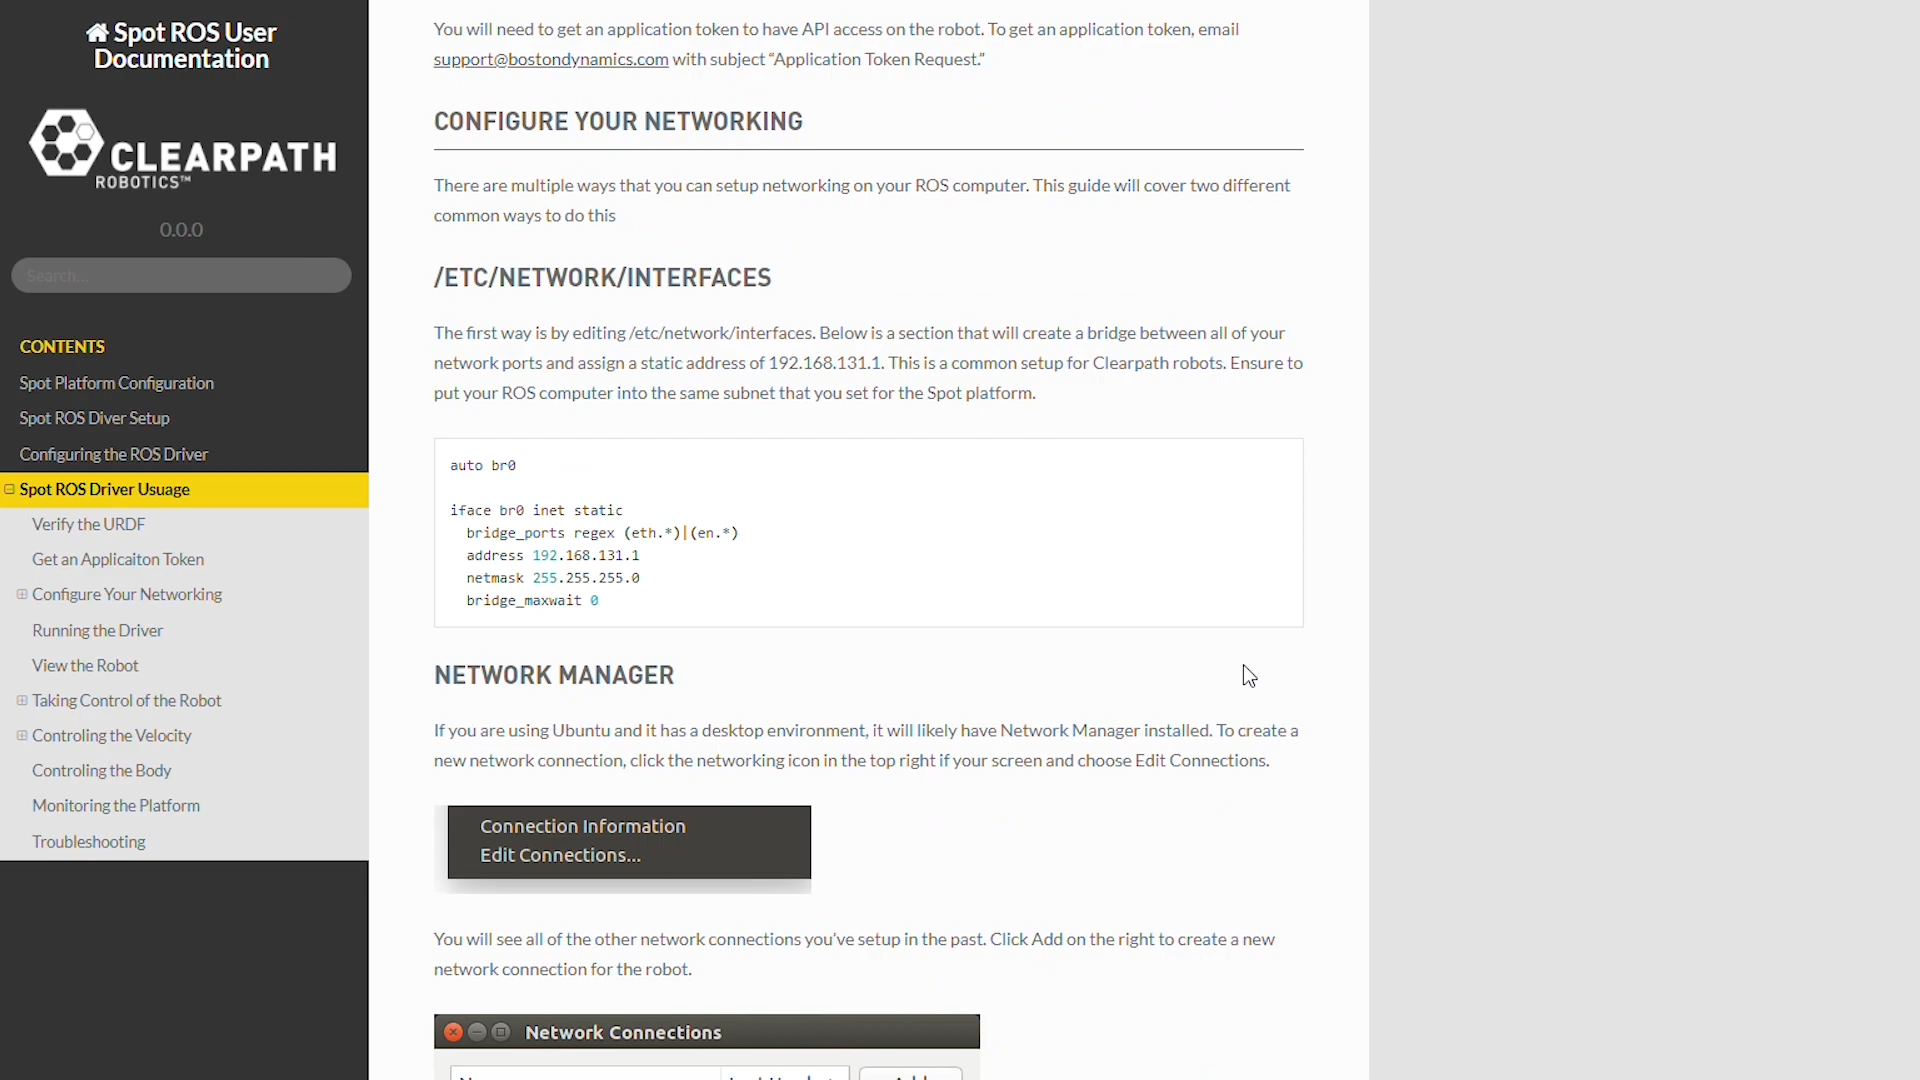 Spot ROS User
Documentation
CLEARPATH
ROBOTICS™
0.0.0
Search...
CONTENTS
Spot Platform Configuration
Spot ROS Diver Setup
Configuring the ROS Driver
Spot ROS Driver Usuage
Verify the URDF
Get an Applicaiton Token
Configure Your Networking
Running the Driver
View the Robot
Taking Control of the Robot
Controling the Velocity
Controling the Body
Monitoring the Platform
Troubleshooting
You will need to get an application token to have API access on the robot. To get an application token, email
support@bostondynamics.com with subject “Application Token Request.”
CONFIGURE YOUR NETWORKING
There are multiple ways that you can setup networking on your ROS computer. This guide will cover two different
common ways to do this
/ETC/NETWORK/INTERFACES
The first way is by editing /etc/network/interfaces. Below is a section that will create a bridge between all of your
network ports and assign a static address of 192.168.131.1. This is a common setup for Clearpath robots. Ensure to
put your ROS computer into the same subnet that you set for the Spot platform.
auto br0
iface br0 inet static
bridge_ports regex (eth.*)|(en.*)
address 192.168.131.1
netmask 255.255.255.0
bridge_maxwait 0
NETWORK MANAGER
If you are using Ubuntu and it has a desktop environment, it will likely have Network Manager installed. To create a
new network connection, click the networking icon in the top right if your screen and choose Edit Connections.
Connection Information
Edit Connections...
You will see all of the other network connections you've setup in the past. Click Add on the right to create a new
network connection for the robot.
Network Connections